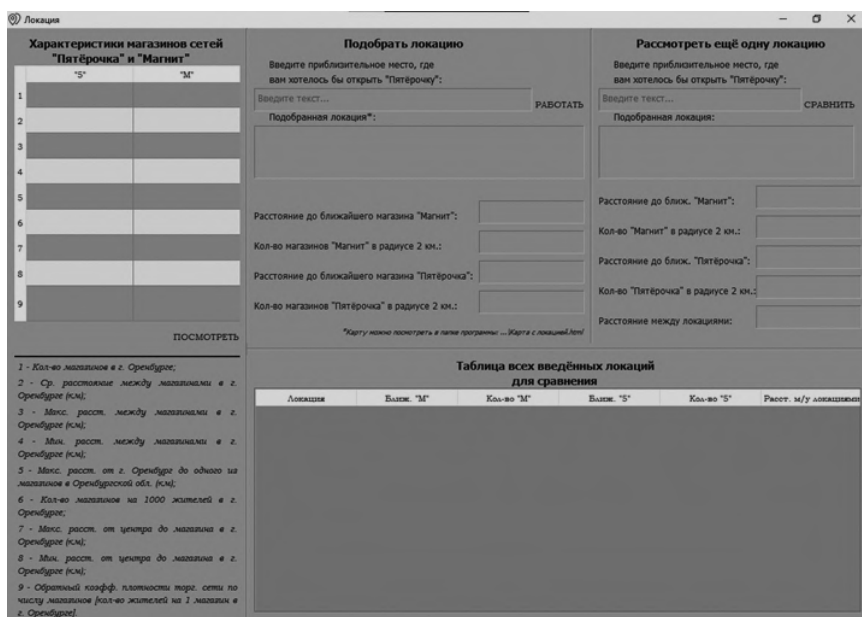 Локация
Характеристики магазинов сетей
"Пятёрочка" и "Магнит"
"5" "М"
1
2
3
4
5
6
7
8
9
ПОСМОТРЕТЬ
1 - Кол-во магазинов в г. Оренбурге;
2 - Ср. расстояние между магазинами в г.
Оренбурге (км);
3 - Макс. расст. между магазинами в г.
Оренбурге (км);
4 - Мин. расст. между магазинами в г.
Оренбурге (км);
5 - Макс. расст. от г. Оренбург до одного из
магазинов в Оренбургской обл. (км);
6 - Кол-во магазинов на 1000 жителей в г.
Оренбурге;
7 - Макс. расст. от центра до магазина в г.
Оренбурге (км);
8 - Мин. расст. от центра до магазина в г.
Оренбурге (км);
9 - Обратный коэфф. плотности торг. сети по
числу магазинов [кол-во жителей на 1 магазин в
г. Оренбурге].
Подобрать локацию
Введите приблизительное место, где
вам хотелось бы открыть "Пятёрочку":
Введите текст...
РАБОТАТЬ
Подобранная локация*:
Расстояние до ближайшего магазина "Магнит":
Кол-во магазинов "Магнит" в радиусе 2 км.:
Расстояние до ближайшего магазина "Пятёрочка":
Кол-во магазинов "Пятёрочка" в радиусе 2 км.:
*Карту можно посмотреть в папке программы: ...\Карта с локацией.html
Рассмотреть ещё одну локацию
Введите приблизительное место, где
вам хотелось бы открыть "Пятёрочку":
Введите текст...
СРАВНИТЬ
Подобранная локация:
Расстояние до ближ. "Магнит":
Кол-во "Магнит" в радиусе 2 км.:
Расстояние до ближ. "Пятёрочка":
Кол-во "Пятёрочка" в радиусе 2 км.:
Расстояние между локациями:
Таблица всех введённых локаций
для сравнения
Локация Ближ. "М" Кол-во "М" Ближ. "5" Кол-во "5" Расст. м/у локациями